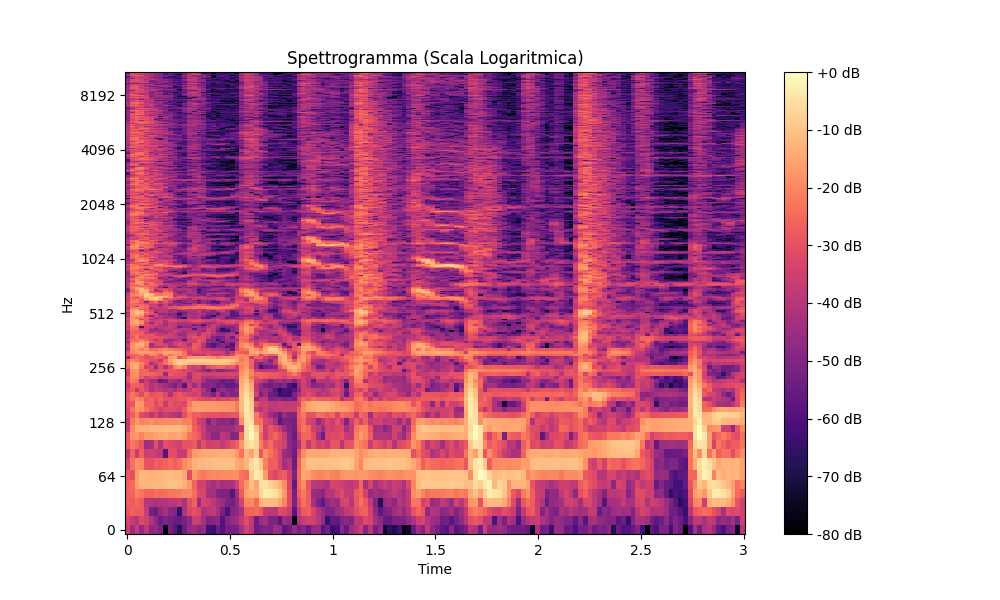 Spettrogramma (Scala Logaritmica)
Hz
8192
4096
2048
1024
512
256
128
64
0
0
0.5
1
1.5
2
2.5
3
Time
+0 dB
-10 dB
-20 dB
-30 dB
-40 dB
-50 dB
-60 dB
-70 dB
-80 dB